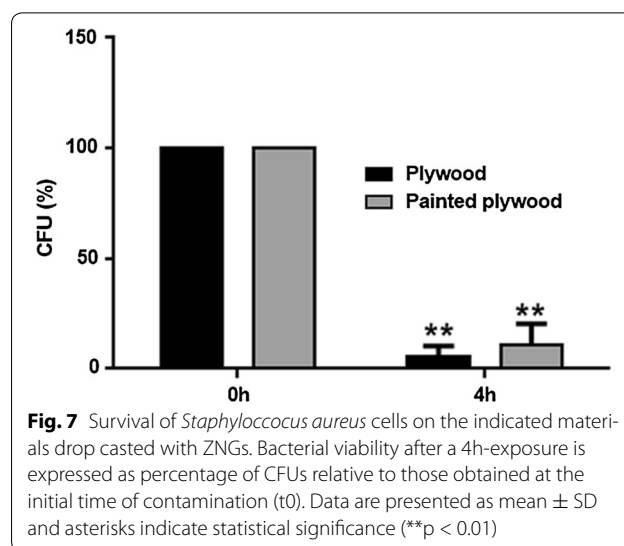 150
100
50
0
CFU (%)
Plywood
Painted plywood
**
**
0h
4h
Fig. 7 Survival of Staphyloccocus aureus cells on the indicated materi-
als drop casted with ZNGs. Bacterial viability after a 4h-exposure is
expressed as percentage of CFUs relative to those obtained at the
initial time of contamination (t0). Data are presented as mean ± SD
and asterisks indicate statistical significance (**p < 0.01)